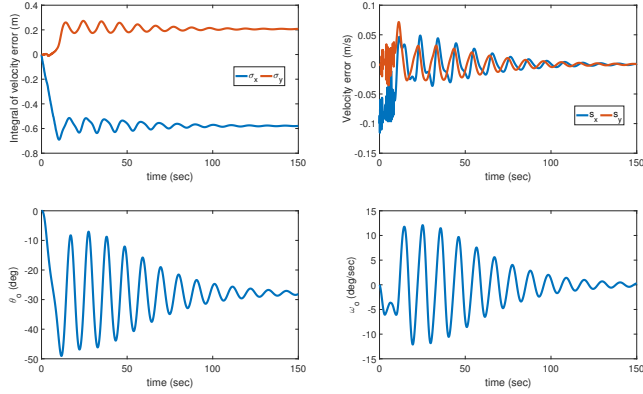 0.4
0.2
0
-0.2
-0.4
-0.6
-0.8
0 50 100 150
Integral of velocity error (m)
time (sec)
σx σy
0.1
0.05
0
-0.05
-0.1
-0.15
0 50 100 150
Velocity error (m/s)
time (sec)
sx sy
0
-10
-20
-30
-40
-50
0 50 100 150
θo (deg)
time (sec)
15
10
5
0
-5
-10
-15
0 50 100 150
ωo (deg/sec)
time (sec)